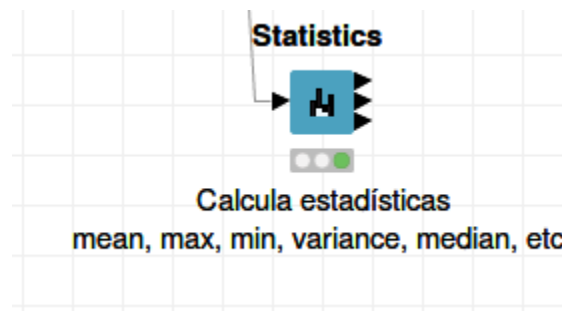 Statistics
Calcula estadísticas
mean, max, min, variance, median, etc